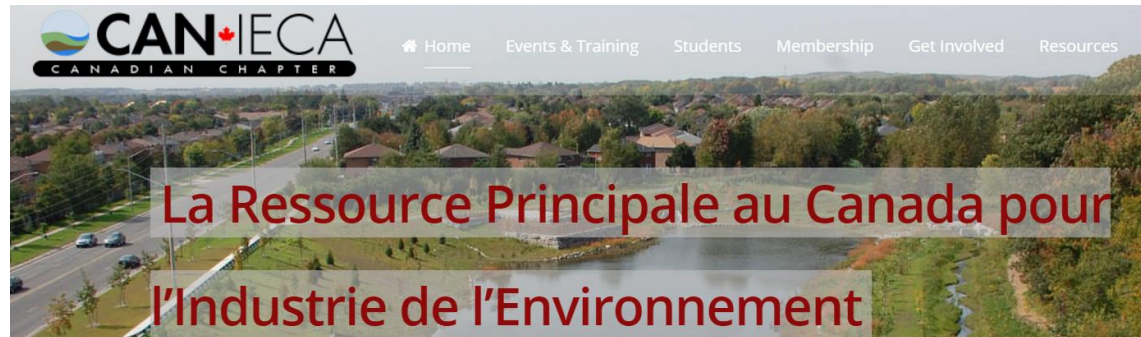 CAN IECA
CANADIAN CHAPTER
Home Events & Training Students Membership Get Involved Resources
La Ressource Principale au Canada pour
l'Industrie de l'Environnement